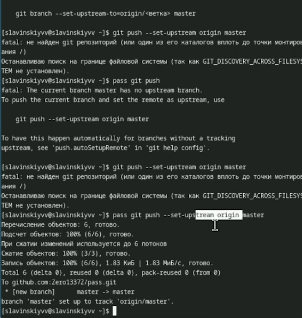 git branch --set-upstream-to=origin/<ветка> master
[slavinskiyvv@slavinskiyvv ~]$ git push --set-upstream origin master
fatal: не найден git репозиторий (или один из его каталогов вплоть до точки монтиров
ания /)
Останавливаю поиск на границе файловой системы (так как GIT_DISCOVERY_ACROSS_FILESYS
TEM не установлен).
[slavinskiyvv@slavinskiyvv ~]$ pass git push
fatal: The current branch master has no upstream branch.
To push the current branch and set the remote as upstream, use
git push --set-upstream origin master
To have this happen automatically for branches without a tracking
upstream, see 'push.autoSetupRemote' in 'git help config'.
[slavinskiyvv@slavinskiyvv ~]$ git push --set-upstream origin master
fatal: не найден git репозиторий (или один из его каталогов вплоть до точки монтиров
ания /)
Останавливаю поиск на границе файловой системы (так как GIT_DISCOVERY_ACROSS_FILESYS
TEM не установлен).
[slavinskiyvv@slavinskiyvv ~]$ pass git push --set-upstream origin master
Перечисление объектов: 6, готово.
Подсчет объектов: 100% (6/6), готово.
При сжатии изменений используется до 6 потоков
Сжатие объектов: 100% (3/3), готово.
Запись объектов: 100% (6/6), 1.83 КиБ | 1.83 МиБ/с, готово.
Total 6 (delta 0), reused 0 (delta 0), pack-reused 0 (from 0)
To github.com:Zero13372/pass.git
* [new branch] master -> master
branch 'master' set up to track 'origin/master'.
[slavinskiyvv@slavinskiyvv ~]$